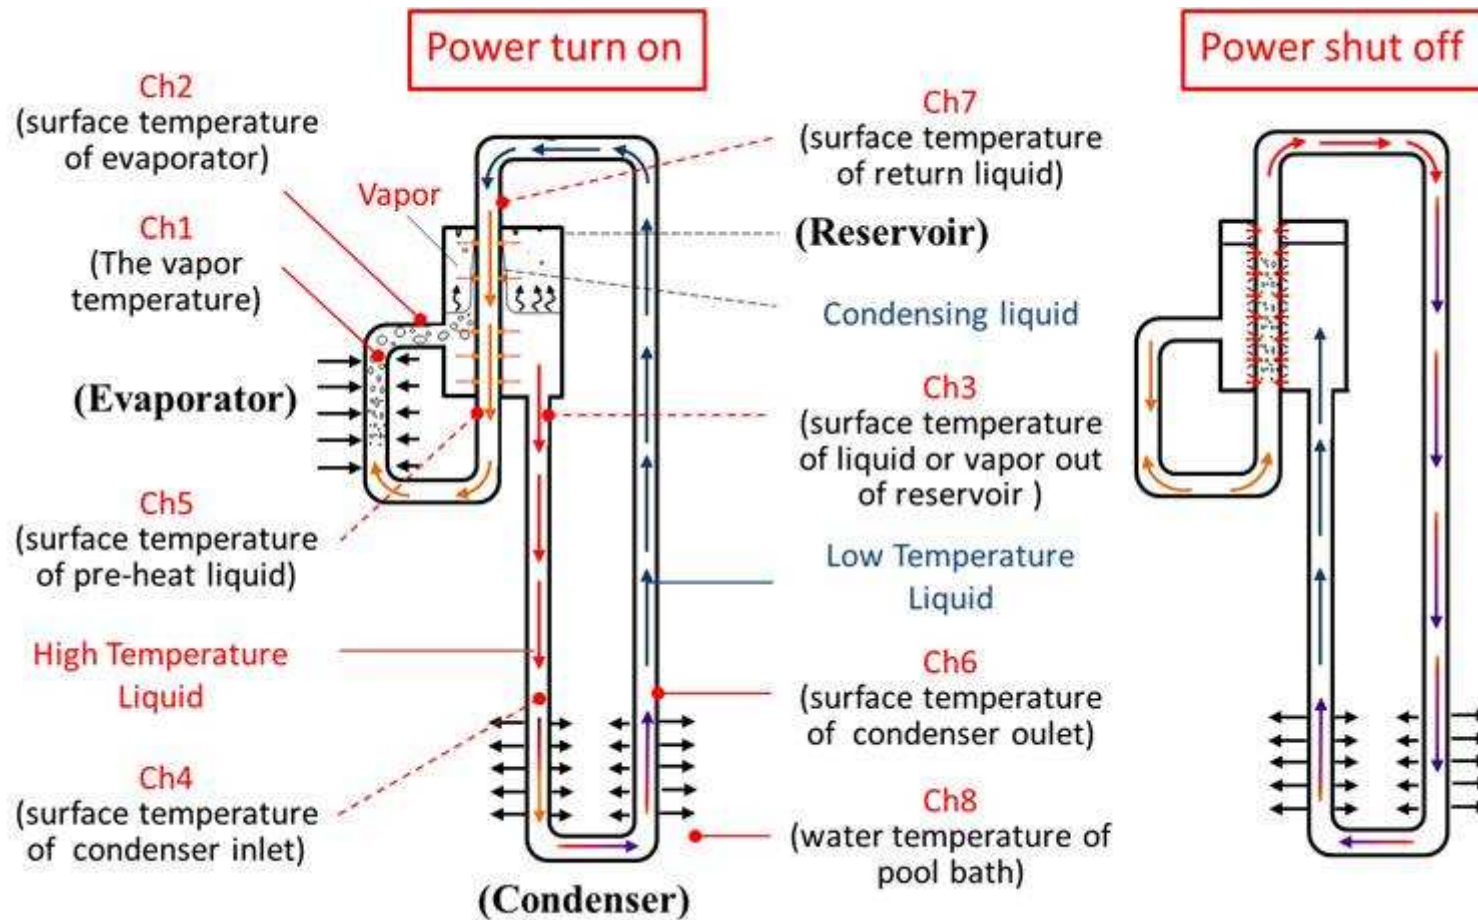 Power turn on
Power shut off
Ch2
(surface temperature
of evaporator)
Ch1
(The vapor
temperature)
(Evaporator)
Ch5
(surface temperature
of pre-heat liquid)
High Temperature
Liquid
Ch4
(surface temperature
of condenser inlet)
Vapor
(Condenser)
Ch7
(surface temperature
of return liquid)
(Reservoir)
Condensing liquid
Ch3
(surface temperature
of liquid or vapor out
of reservoir )
Low Temperature
Liquid
Ch6
(surface temperature
of condenser oulet)
Ch8
(water temperature of
pool bath)